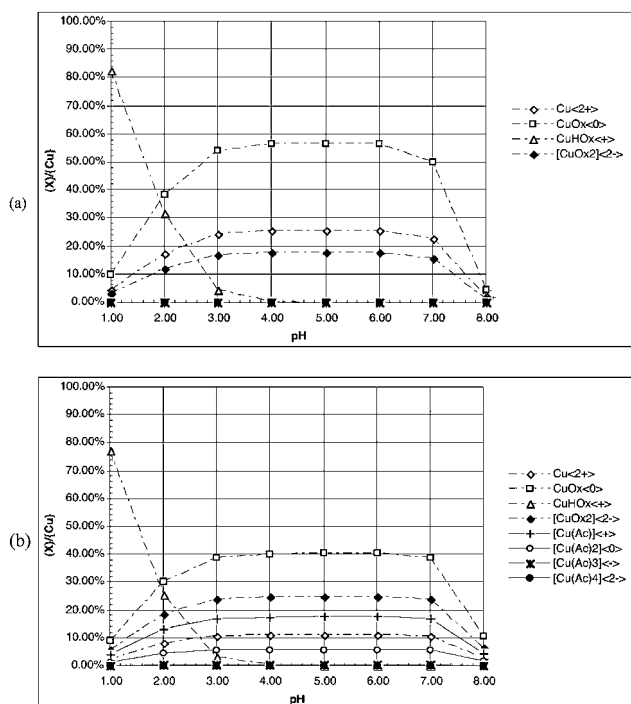 (a)
{X}/{Cu}
100.00%
90.00%
80.00%
70.00%
60.00%
50.00%
40.00%
30.00%
20.00%
10.00%
0.00%
1.00 2.00 3.00 4.00 5.00 6.00 7.00 8.00
pH
Cu<2+>
CuOx<0>
CuHOx<+>
[CuOx2]<2->
(b)
{X}/{Cu}
100.00%
90.00%
80.00%
70.00%
60.00%
50.00%
40.00%
30.00%
20.00%
10.00%
0.00%
1.00 2.00 3.00 4.00 5.00 6.00 7.00 8.00
pH
Cu<2+>
CuOx<0>
CuHOx<+>
[CuOx2]<2->
[Cu(Ac)]<+>
[Cu(Ac)2]<0>
[Cu(Ac)3]<->
[Cu(Ac)4]<2->